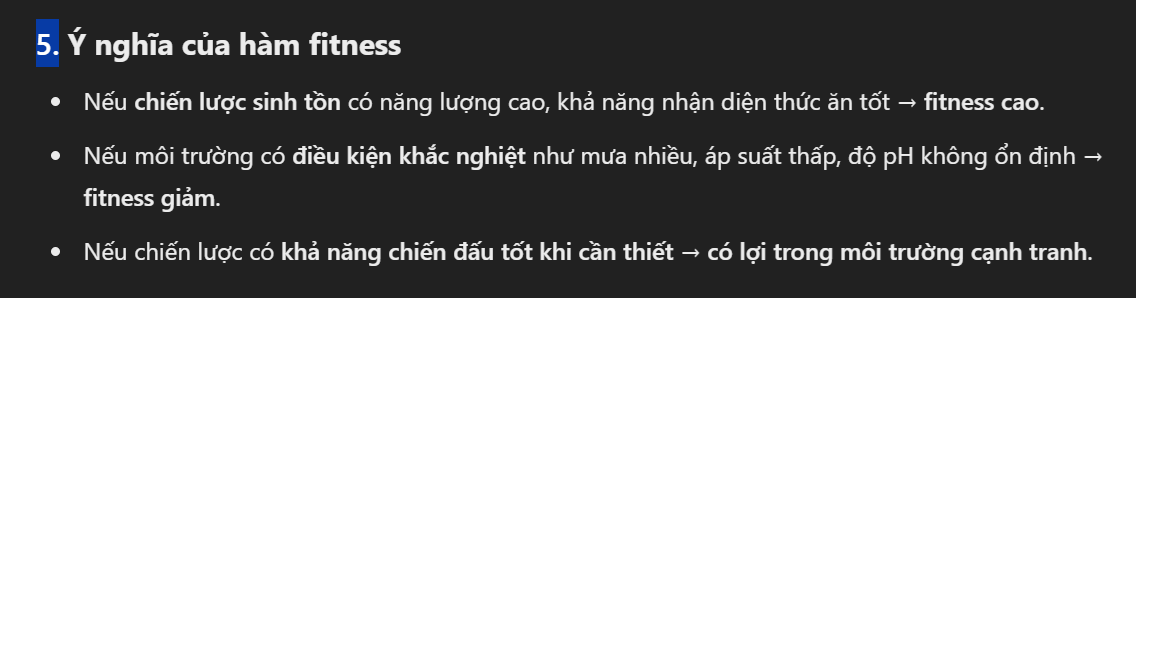 5. Ý nghĩa của hàm fitness
• Nếu chiến lược sinh tồn có năng lượng cao, khả năng nhận diện thức ăn tốt → fitness cao.
• Nếu môi trường có điều kiện khắc nghiệt như mưa nhiều, áp suất thấp, độ pH không ổn định →
fitness giảm.
• Nếu chiến lược có khả năng chiến đấu tốt khi cần thiết → có lợi trong môi trường cạnh tranh.